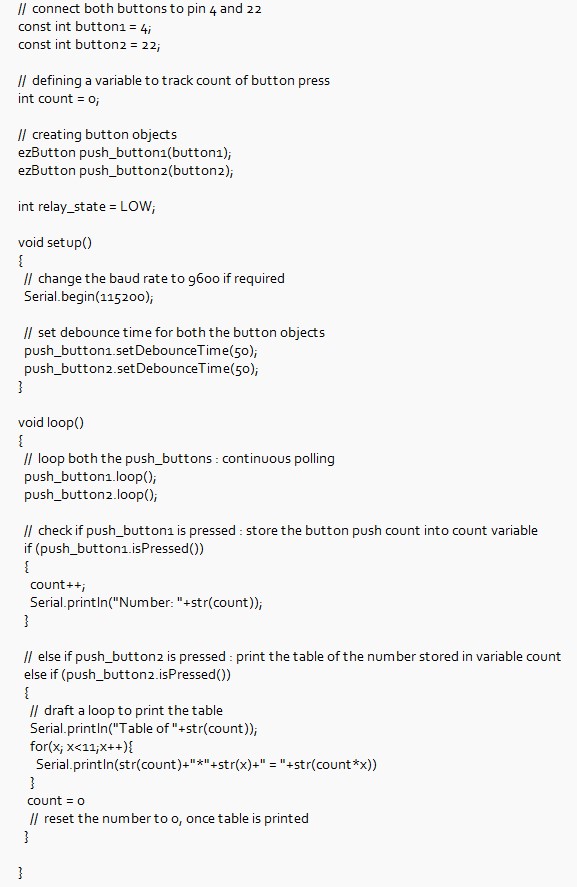 // connect both buttons to pin 4 and 22
const int button1 = 4;
const int button2 = 22;
// defining a variable to track count of button press
int count = 0;
// creating button objects
ezButton push_button1(button1);
ezButton push_button2(button2);
int relay_state = LOW;
void setup()
{
// change the baud rate to 9600 if required
Serial.begin(115200);
// set debounce time for both the button objects
push_button1.setDebounceTime(50);
push_button2.setDebounceTime(50);
}
void loop()
{
// loop both the push_buttons : continuous polling
push_button1.loop();
push_button2.loop();
// check if push_button1 is pressed : store the button push count into count variable
if (push_button1.isPressed())
{
count++;
Serial.println("Number: "+str(count));
}
// else if push_button2 is pressed : print the table of the number stored in variable count
else if (push_button2.isPressed())
{
// draft a loop to print the table
Serial.println("Table of "+str(count));
for(x; x<11;x++){
Serial.println(str(count)+"*"+str(x)+" = "+str(count*x))
}
count = 0
// reset the number to 0, once table is printed
}
}